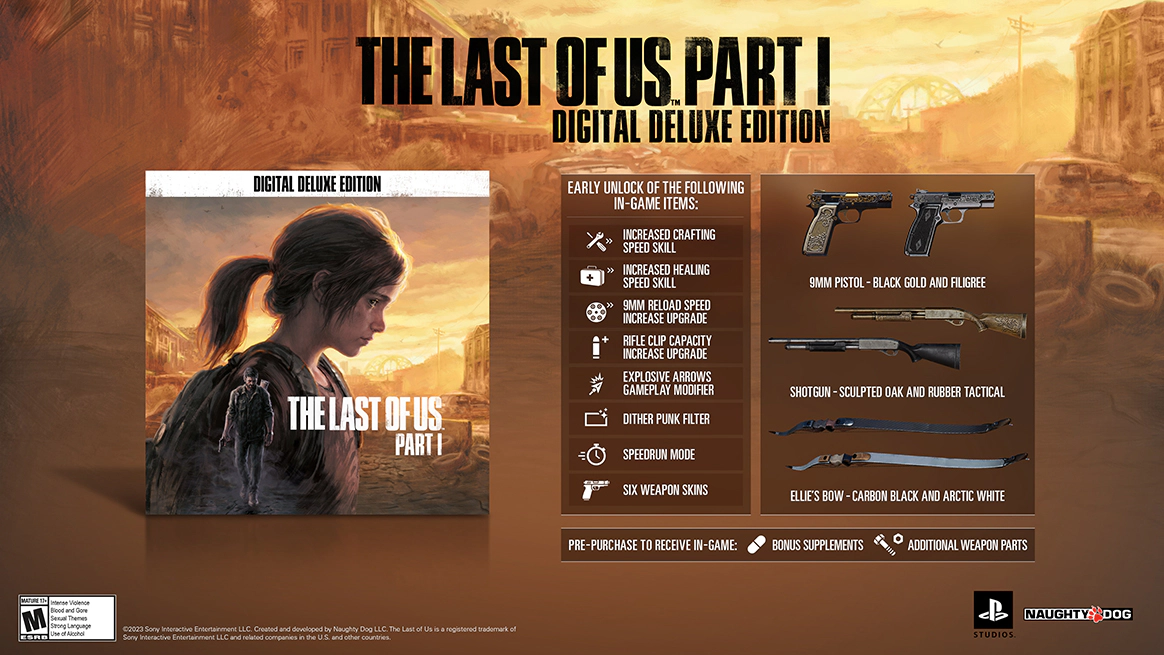 THE LAST OF US™ PART I
DIGITAL DELUXE EDITION
DIGITAL DELUXE EDITION
THE LAST OF US™
PART I
EARLY UNLOCK OF THE FOLLOWING
IN-GAME ITEMS:
INCREASED CRAFTING
SPEED SKILL
INCREASED HEALING
SPEED SKILL
9MM RELOAD SPEED
INCREASE UPGRADE
RIFLE CLIP CAPACITY
INCREASE UPGRADE
EXPLOSIVE ARROWS
GAMEPLAY MODIFIER
DITHER PUNK FILTER
SPEEDRUN MODE
SIX WEAPON SKINS
9MM PISTOL - BLACK GOLD AND FILIGREE
SHOTGUN - SCULPTED OAK AND RUBBER TACTICAL
ELLIE'S BOW - CARBON BLACK AND ARCTIC WHITE
PRE-PURCHASE TO RECEIVE IN-GAME: BONUS SUPPLEMENTS ADDITIONAL WEAPON PARTS
MATURE 17+
M
ESRB
Intense Violence
Blood and Gore
Sexual Themes
Strong Language
Use of Alcohol
©2023 Sony Interactive Entertainment LLC. Created and developed by Naughty Dog LLC. The Last of Us is a registered trademark of
Sony Interactive Entertainment LLC and related companies in the U.S. and other countries.
STUDIOS
NAUGHTY DOG